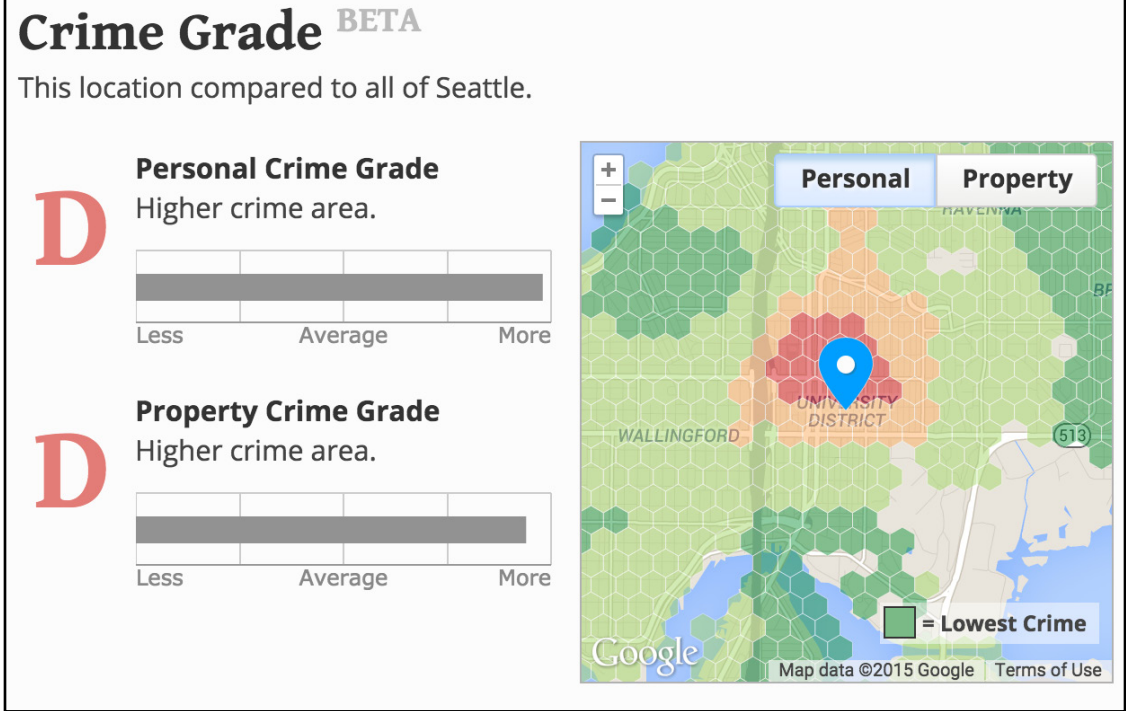 Crime Grade BETA
This location compared to all of Seattle.
D
Personal Crime Grade
Higher crime area.
Less Average More
D
Property Crime Grade
Higher crime area.
Less Average More
+
−
Personal Property
RAVENNA
UNIVERSITY
DISTRICT
WALLINGFORD
513
= Lowest Crime
Google
Map data ©2015 Google Terms of Use